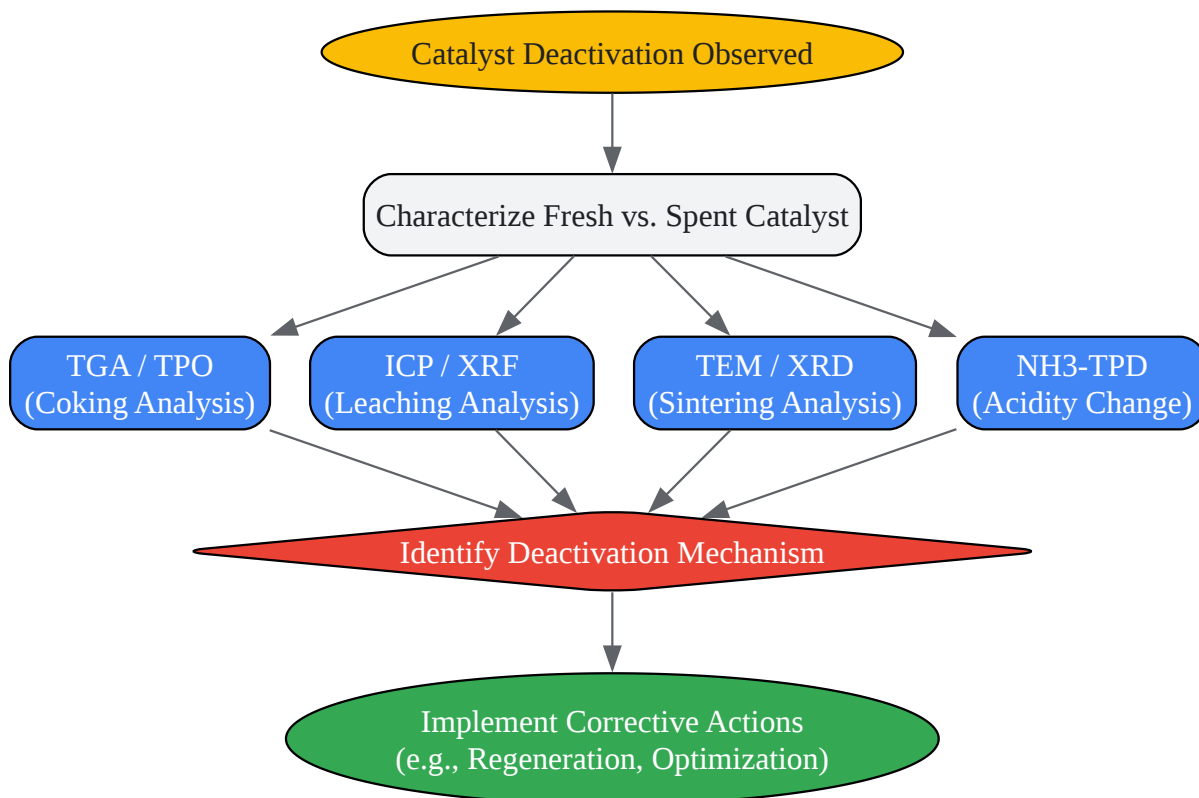 Catalyst Deactivation Observed
Characterize Fresh vs. Spent Catalyst
TGA / TPO
(Coking Analysis)
ICP / XRF
(Leaching Analysis)
TEM / XRD
(Sintering Analysis)
NH3-TPD
(Acidity Change)
Identify Deactivation Mechanism
Implement Corrective Actions
(e.g., Regeneration, Optimization)